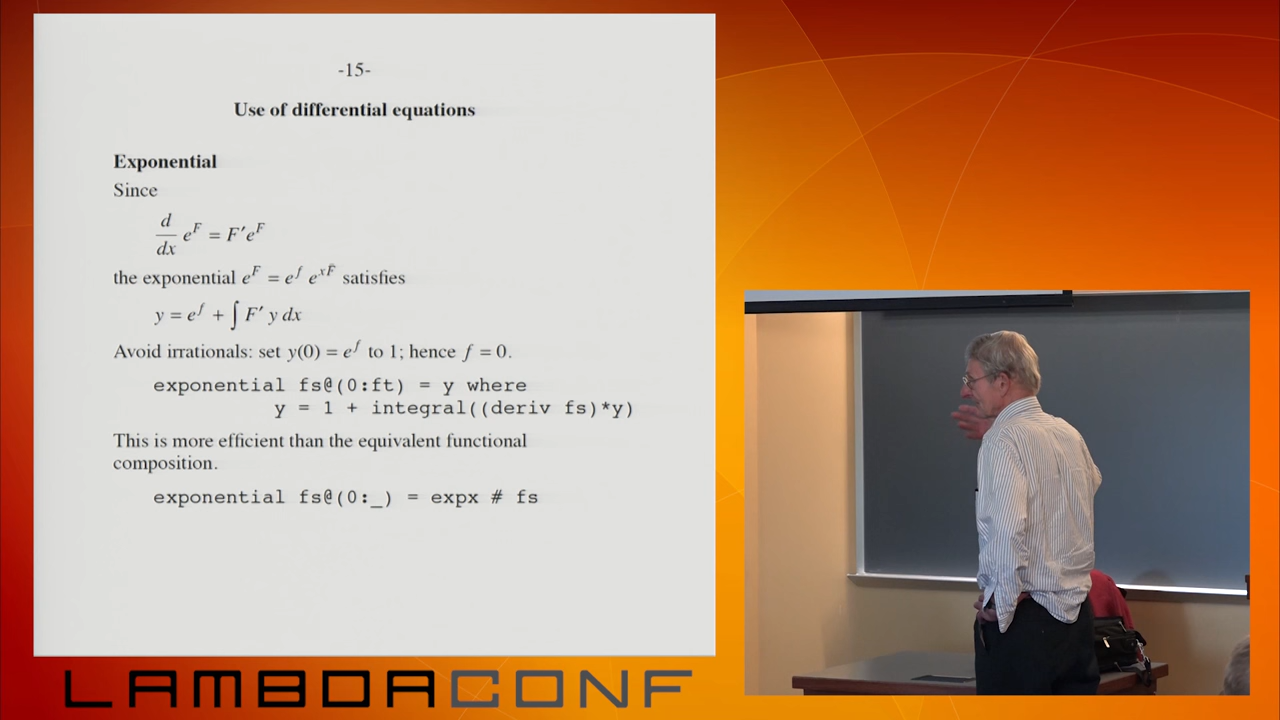 -15-
Use of differential equations
Exponential
Since
d/dx e^F = F′e^F
the exponential e^F = e^f e^{xF̄} satisfies
y = e^f + ∫ F′ y dx
Avoid irrationals: set y(0) = e^f to 1; hence f = 0.
exponential fs@(0:ft) = y where
y = 1 + integral((deriv fs)*y)
This is more efficient than the equivalent functional
composition.
exponential fs@(0:_) = expx # fs
LAMBDACONF